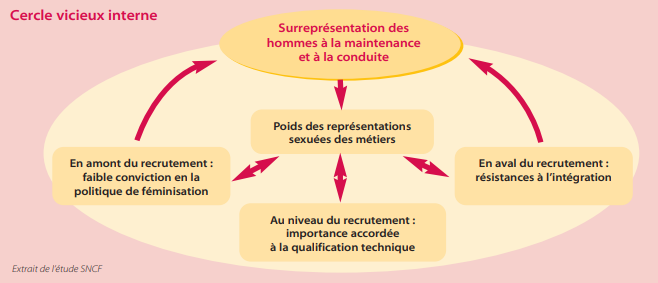 Cercle vicieux interne
Surreprésentation des
hommes à la maintenance
et à la conduite
Poids des représentations
sexuées des métiers
En amont du recrutement :
faible conviction en la
politique de féminisation
En aval du recrutement :
résistances à l'intégration
Au niveau du recrutement :
importance accordée
à la qualification technique
Extrait de l'étude SNCF